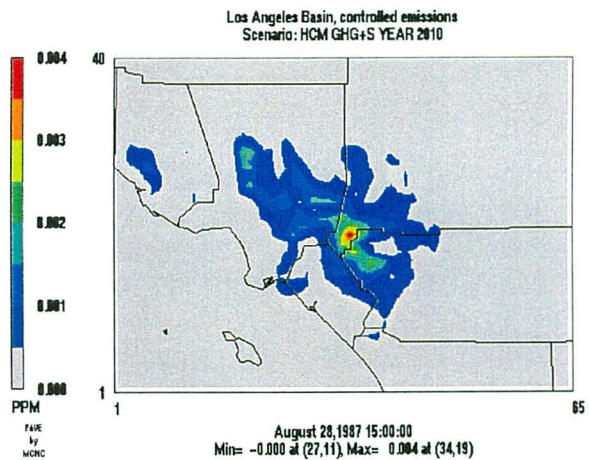 Los Angeles Basin, controlled emissions
Scenario: HCM GHG+S YEAR 2010
0.004
0.003
0.002
0.001
0.000
PPM
PAVE
by
MCNC
40
1
1
65
August 28,1987 15:00:00
Min= -0.000 at (27,11), Max= 0.004 at (34,19)